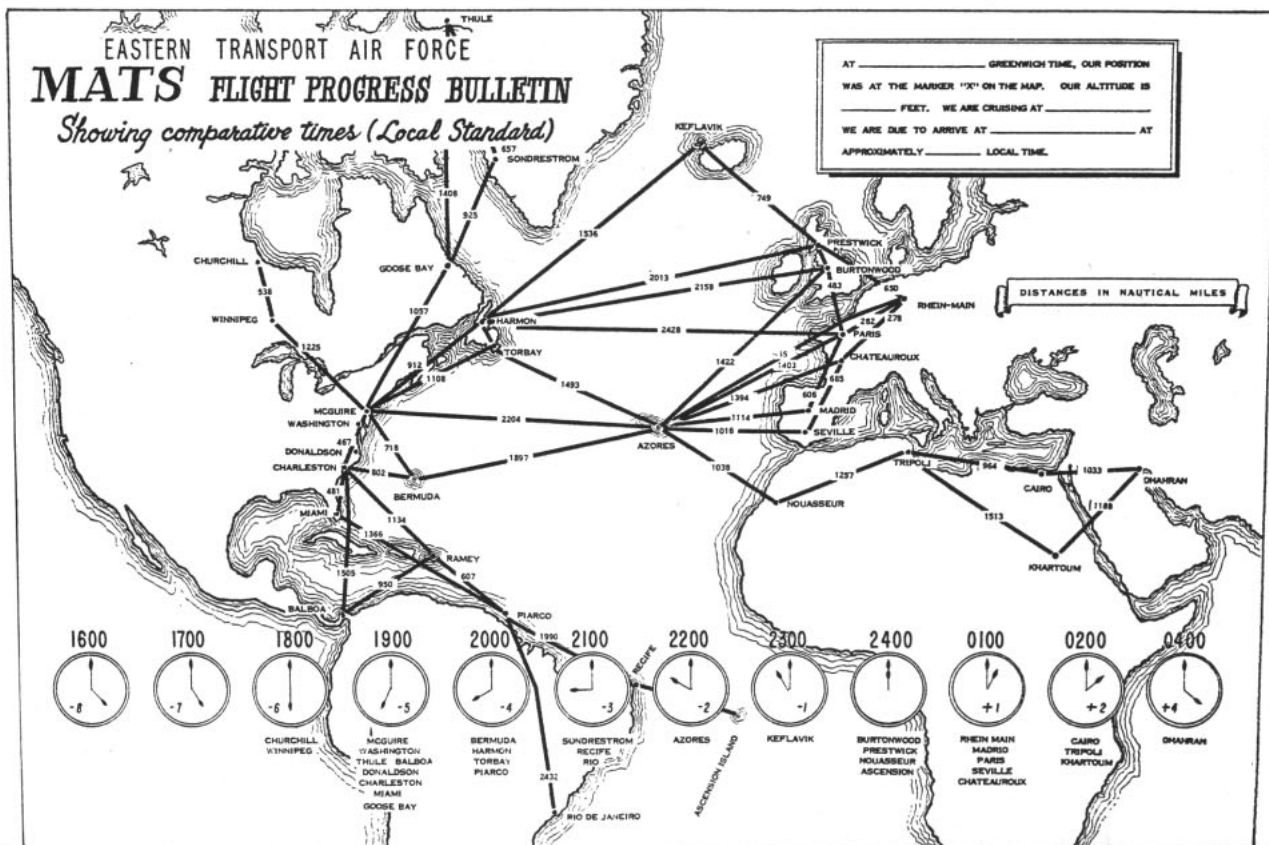 THULE
EASTERN TRANSPORT AIR FORCE
MATS FLIGHT PROGRESS BULLETIN
Showing comparative times (Local Standard)
AT GREENWICH TIME, OUR POSITION
WAS AT THE MARKER "X" ON THE MAP. OUR ALTITUDE IS
FEET. WE ARE CRUISING AT
WE ARE DUE TO ARRIVE AT AT
APPROXIMATELY LOCAL TIME.
KEFLAVIK
657
SONDRESTROM
1408
925
749
1536
PRESTWICK
CHURCHILL
GOOSE BAY
BURTONWOOD
2013
2159
483
650
538
DISTANCES IN NAUTICAL MILES
RHEIN-MAIN
WINNIPEG
1057
HARMON
282
278
2428
PARIS
1225
TORBAY
CHATEAUROUX
912
1108
1422
1403
685
1493
1394
606
MCGUIRE
MADRID
2204
1114
WASHINGTON
SEVILLE
1016
AZORES
467
718
DONALDSON
TRIPOLI
1897
CHARLESTON
802
1038
1257
964
1033
DHAHRAN
CAIRO
481
BERMUDA
NOUASSEUR
1189
MIAMI
1134
1513
1366
RAMEY
KHARTOUM
1505
950
607
BALBOA
PIARCO
1990
1600 1700 1800 1900 2000 2100 2200 2300 2400 0100 0200 0400
RECIFE
-8 -7 -6 -5 -4 -3 -2 -1 +1 +2 +4
CHURCHILL
WINNIPEG
MCGUIRE
WASHINGTON
THULE BALBOA
DONALDSON
CHARLESTON
MIAMI
GOOSE BAY
BERMUDA
HARMON
TORBAY
PIARCO
SUNDRESTROM
RECIFE
RIO
AZORES
KEFLAVIK
BURTONWOOD
PRESTWICK
NOUASSEUR
ASCENSION
RHEIN MAIN
MADRID
PARIS
SEVILLE
CHATEAUROUX
CAIRO
TRIPOLI
KHARTOUM
DHAHRAN
ASCENSION ISLAND
2432
RIO DE JANEIRO